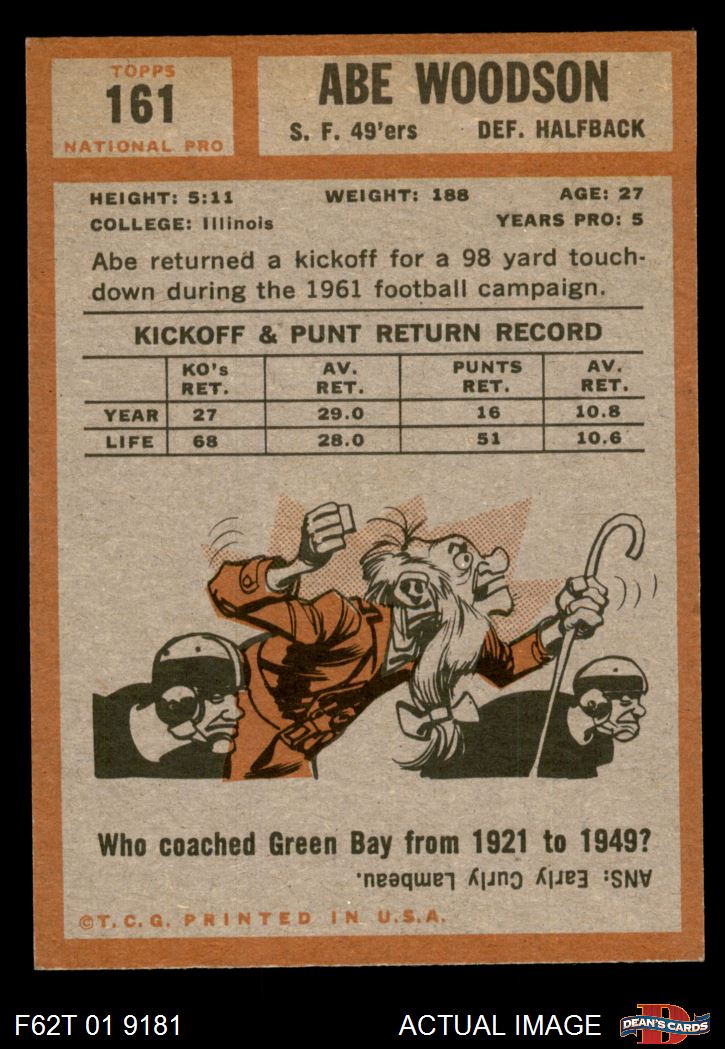 TOPPS
161
NATIONAL PRO
ABE WOODSON
S. F. 49'ers DEF. HALFBACK
HEIGHT: 5:11 WEIGHT: 188 AGE: 27
COLLEGE: Illinois YEARS PRO: 5
Abe returned a kickoff for a 98 yard touch-
down during the 1961 football campaign.
KICKOFF & PUNT RETURN RECORD
KO's AV. PUNTS AV.
RET. RET. RET. RET.
YEAR 27 29.0 16 10.8
LIFE 68 28.0 51 10.6
Who coached Green Bay from 1921 to 1949?
ANS: Early Curly Lambeau.
©T.C.G. PRINTED IN U.S.A.
F62T 01 9181 ACTUAL IMAGE D DEAN'S CARDS